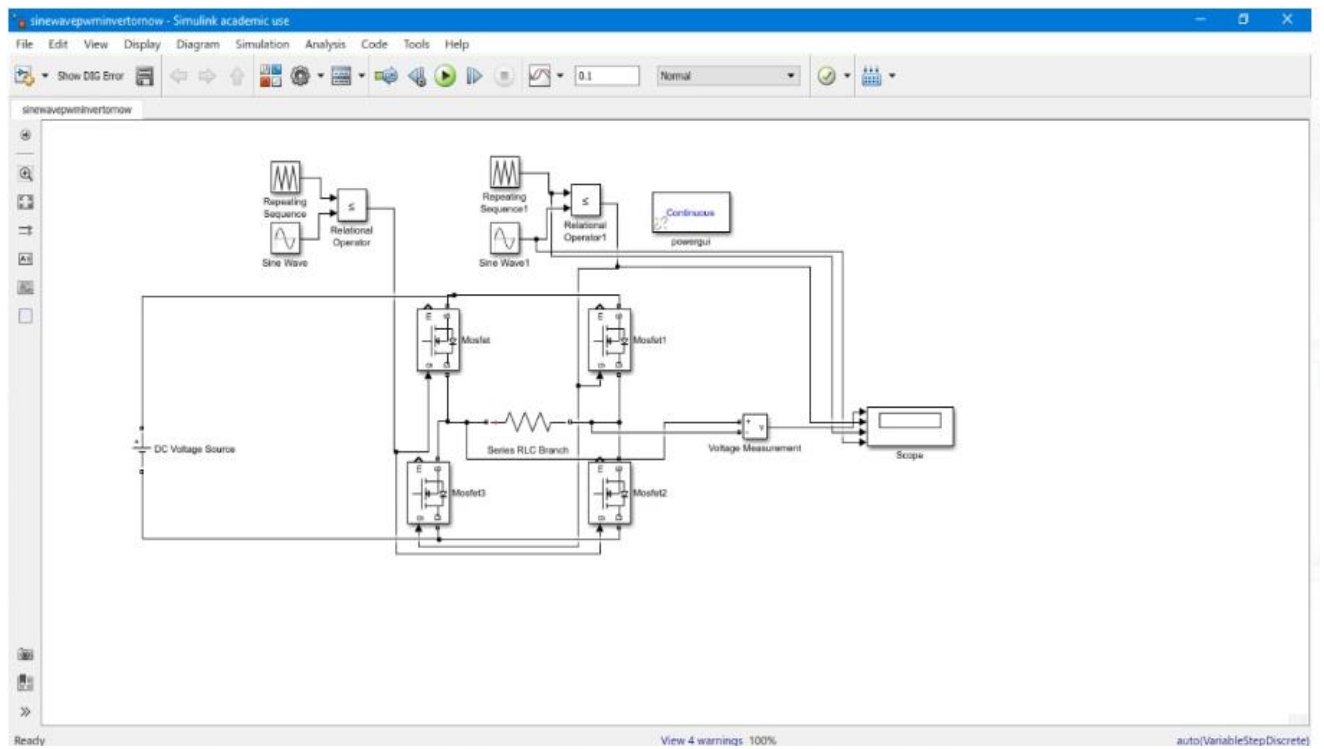 sinewavepwminvertornow - Simulink academic use
File Edit View Display Diagram Simulation Analysis Code Tools Help
Show DIG Error
0.1
Normal
sinewavepwminvertornow
Repeating
Sequence
Sine Wave
≤
Relational
Operator
Repeating
Sequence1
Sine Wave1
≤
Relational
Operator1
Continuous
powergui
Mosfet
Mosfet1
DC Voltage Source
Series RLC Branch
+
-
v
Voltage Measurement
Scope
Mosfet3
Mosfet2
Ready
View 4 warnings 100%
auto(VariableStepDiscrete)